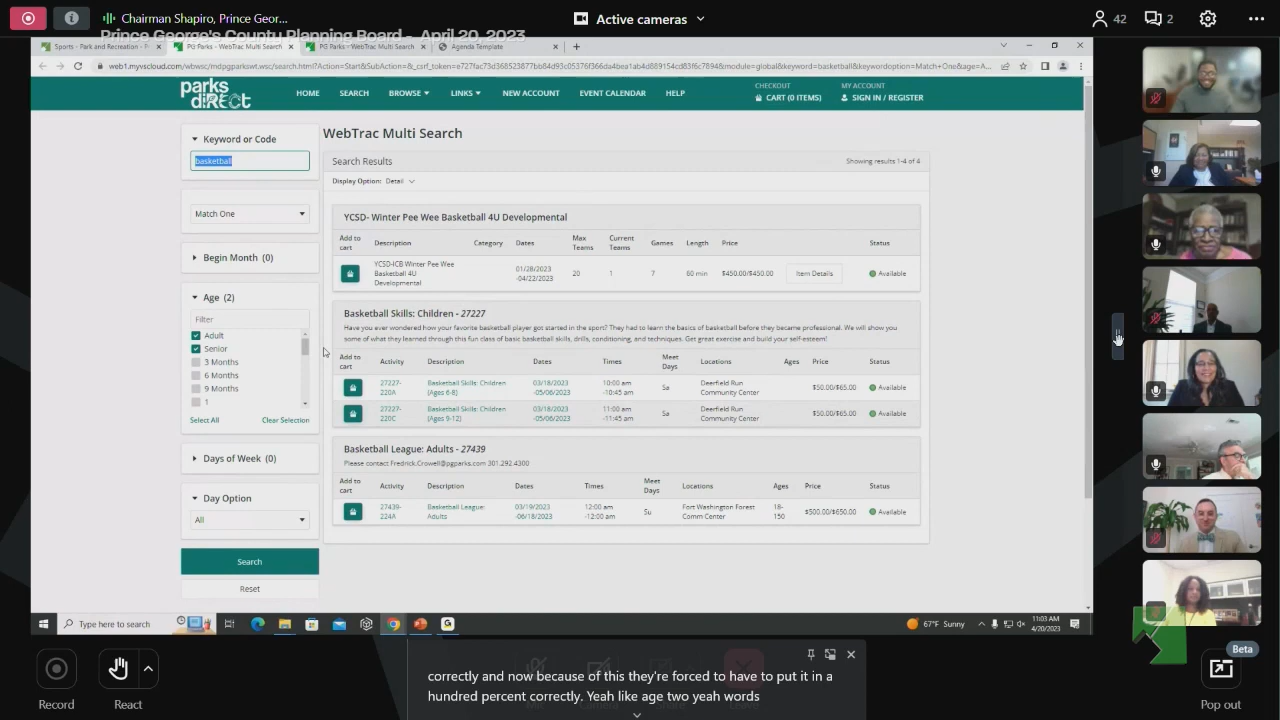 Chairman Shapiro, Prince Geor...
Active cameras
42
2
Prince George's County Planning Board - April 20, 2023
Sports - Park and Recreation - P
PG Parks - WebTrac Multi Search
PG Parks - WebTrac Multi Search
Agenda Template
parks direct
HOME
SEARCH
BROWSE
LINKS
NEW ACCOUNT
EVENT CALENDAR
HELP
CHECKOUT
CART (0 ITEMS)
MY ACCOUNT
SIGN IN / REGISTER
Keyword or Code
basketball
Match One
Begin Month (0)
Age (2)
Filter
Adult
Senior
3 Months
6 Months
9 Months
1
Select All
Clear Selection
Days of Week (0)
Day Option
All
Search
Reset
WebTrac Multi Search
Search Results
Showing results 1-4 of 4
Display Option: Detail
YCSD- Winter Pee Wee Basketball 4U Developmental
Add to cart Description Category Dates Max Teams Current Teams Games Length Price Status
YCSD-ICB Winter Pee Wee Basketball 4U Developmental 01/28/2023 -04/22/2023 20 1 7 60 min $450.00/$450.00 Item Details Available
Basketball Skills: Children - 27227
Have you ever wondered how your favorite basketball player got started in the sport? They had to learn the basics of basketball before they became professional. We will show you
some of what they learned through this fun class of basic basketball skills, drills, conditioning, and techniques. Get great exercise and build your self-esteem!
Add to cart Activity Description Dates Times Meet Days Locations Ages Price Status
27227-220A Basketball Skills: Children (Ages 6-8) 03/18/2023 -05/06/2023 10:00 am -10:45 am Sa Deerfield Run Community Center $50.00/$65.00 Available
27227-220C Basketball Skills: Children (Ages 9-12) 03/18/2023 -05/06/2023 11:00 am -11:45 am Sa Deerfield Run Community Center $50.00/$65.00 Available
Basketball League: Adults - 27439
Please contact Fredrick.Crowell@pgparks.com 301.292.4300
Add to cart Activity Description Dates Times Meet Days Locations Ages Price Status
27439-224A Basketball League: Adults 03/19/2023 -06/18/2023 12:00 am -12:00 am Su Fort Washington Forest Comm Center 18-150 $500.00/$650.00 Available
Type here to search
67°F Sunny
11:03 AM
4/20/2023
Record
React
correctly and now because of this they're forced to have to put it in a
hundred percent correctly. Yeah like age two yeah words
Beta
Pop out